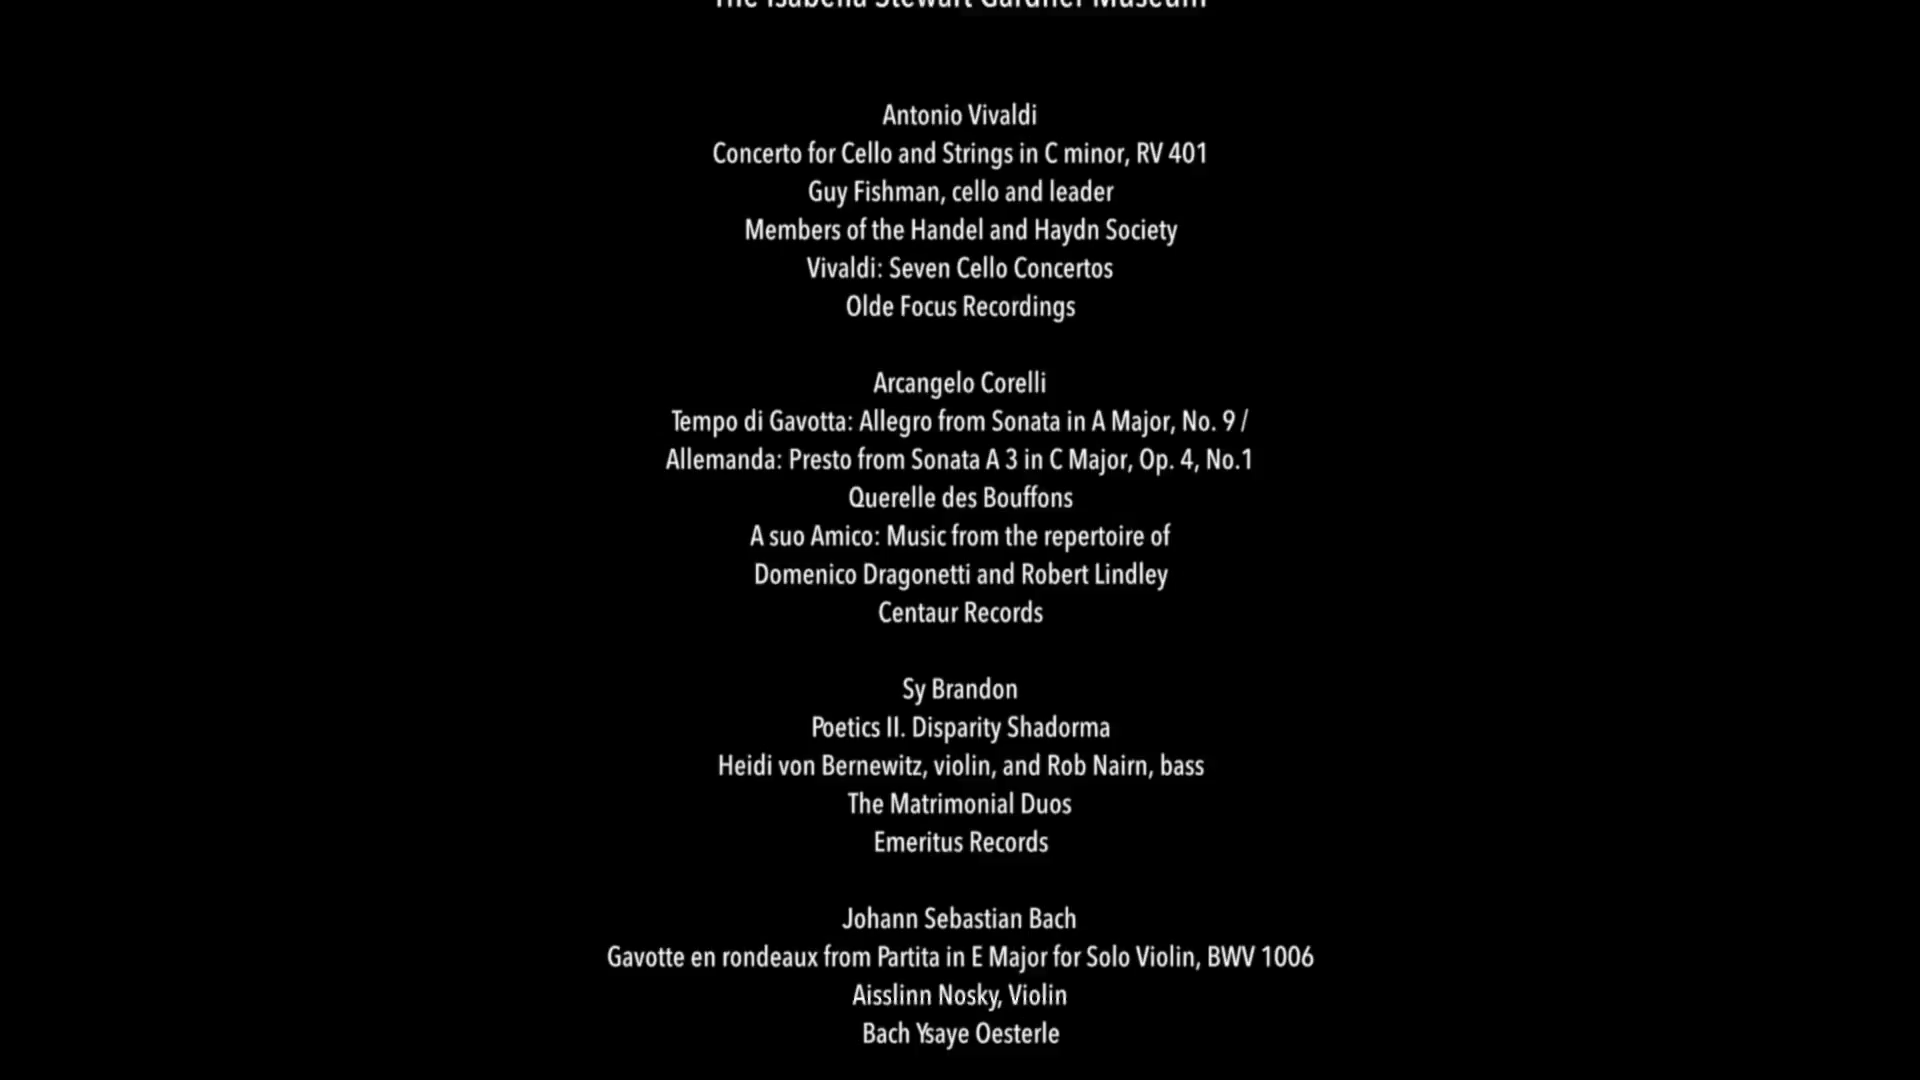 The Isabella Stewart Gardner Museum
Antonio Vivaldi
Concerto for Cello and Strings in C minor, RV 401
Guy Fishman, cello and leader
Members of the Handel and Haydn Society
Vivaldi: Seven Cello Concertos
Olde Focus Recordings
Arcangelo Corelli
Tempo di Gavotta: Allegro from Sonata in A Major, No. 9 /
Allemanda: Presto from Sonata A 3 in C Major, Op. 4, No.1
Querelle des Bouffons
A suo Amico: Music from the repertoire of
Domenico Dragonetti and Robert Lindley
Centaur Records
Sy Brandon
Poetics II. Disparity Shadorma
Heidi von Bernewitz, violin, and Rob Nairn, bass
The Matrimonial Duos
Emeritus Records
Johann Sebastian Bach
Gavotte en rondeaux from Partita in E Major for Solo Violin, BWV 1006
Aisslinn Nosky, Violin
Bach Ysaye Oesterle